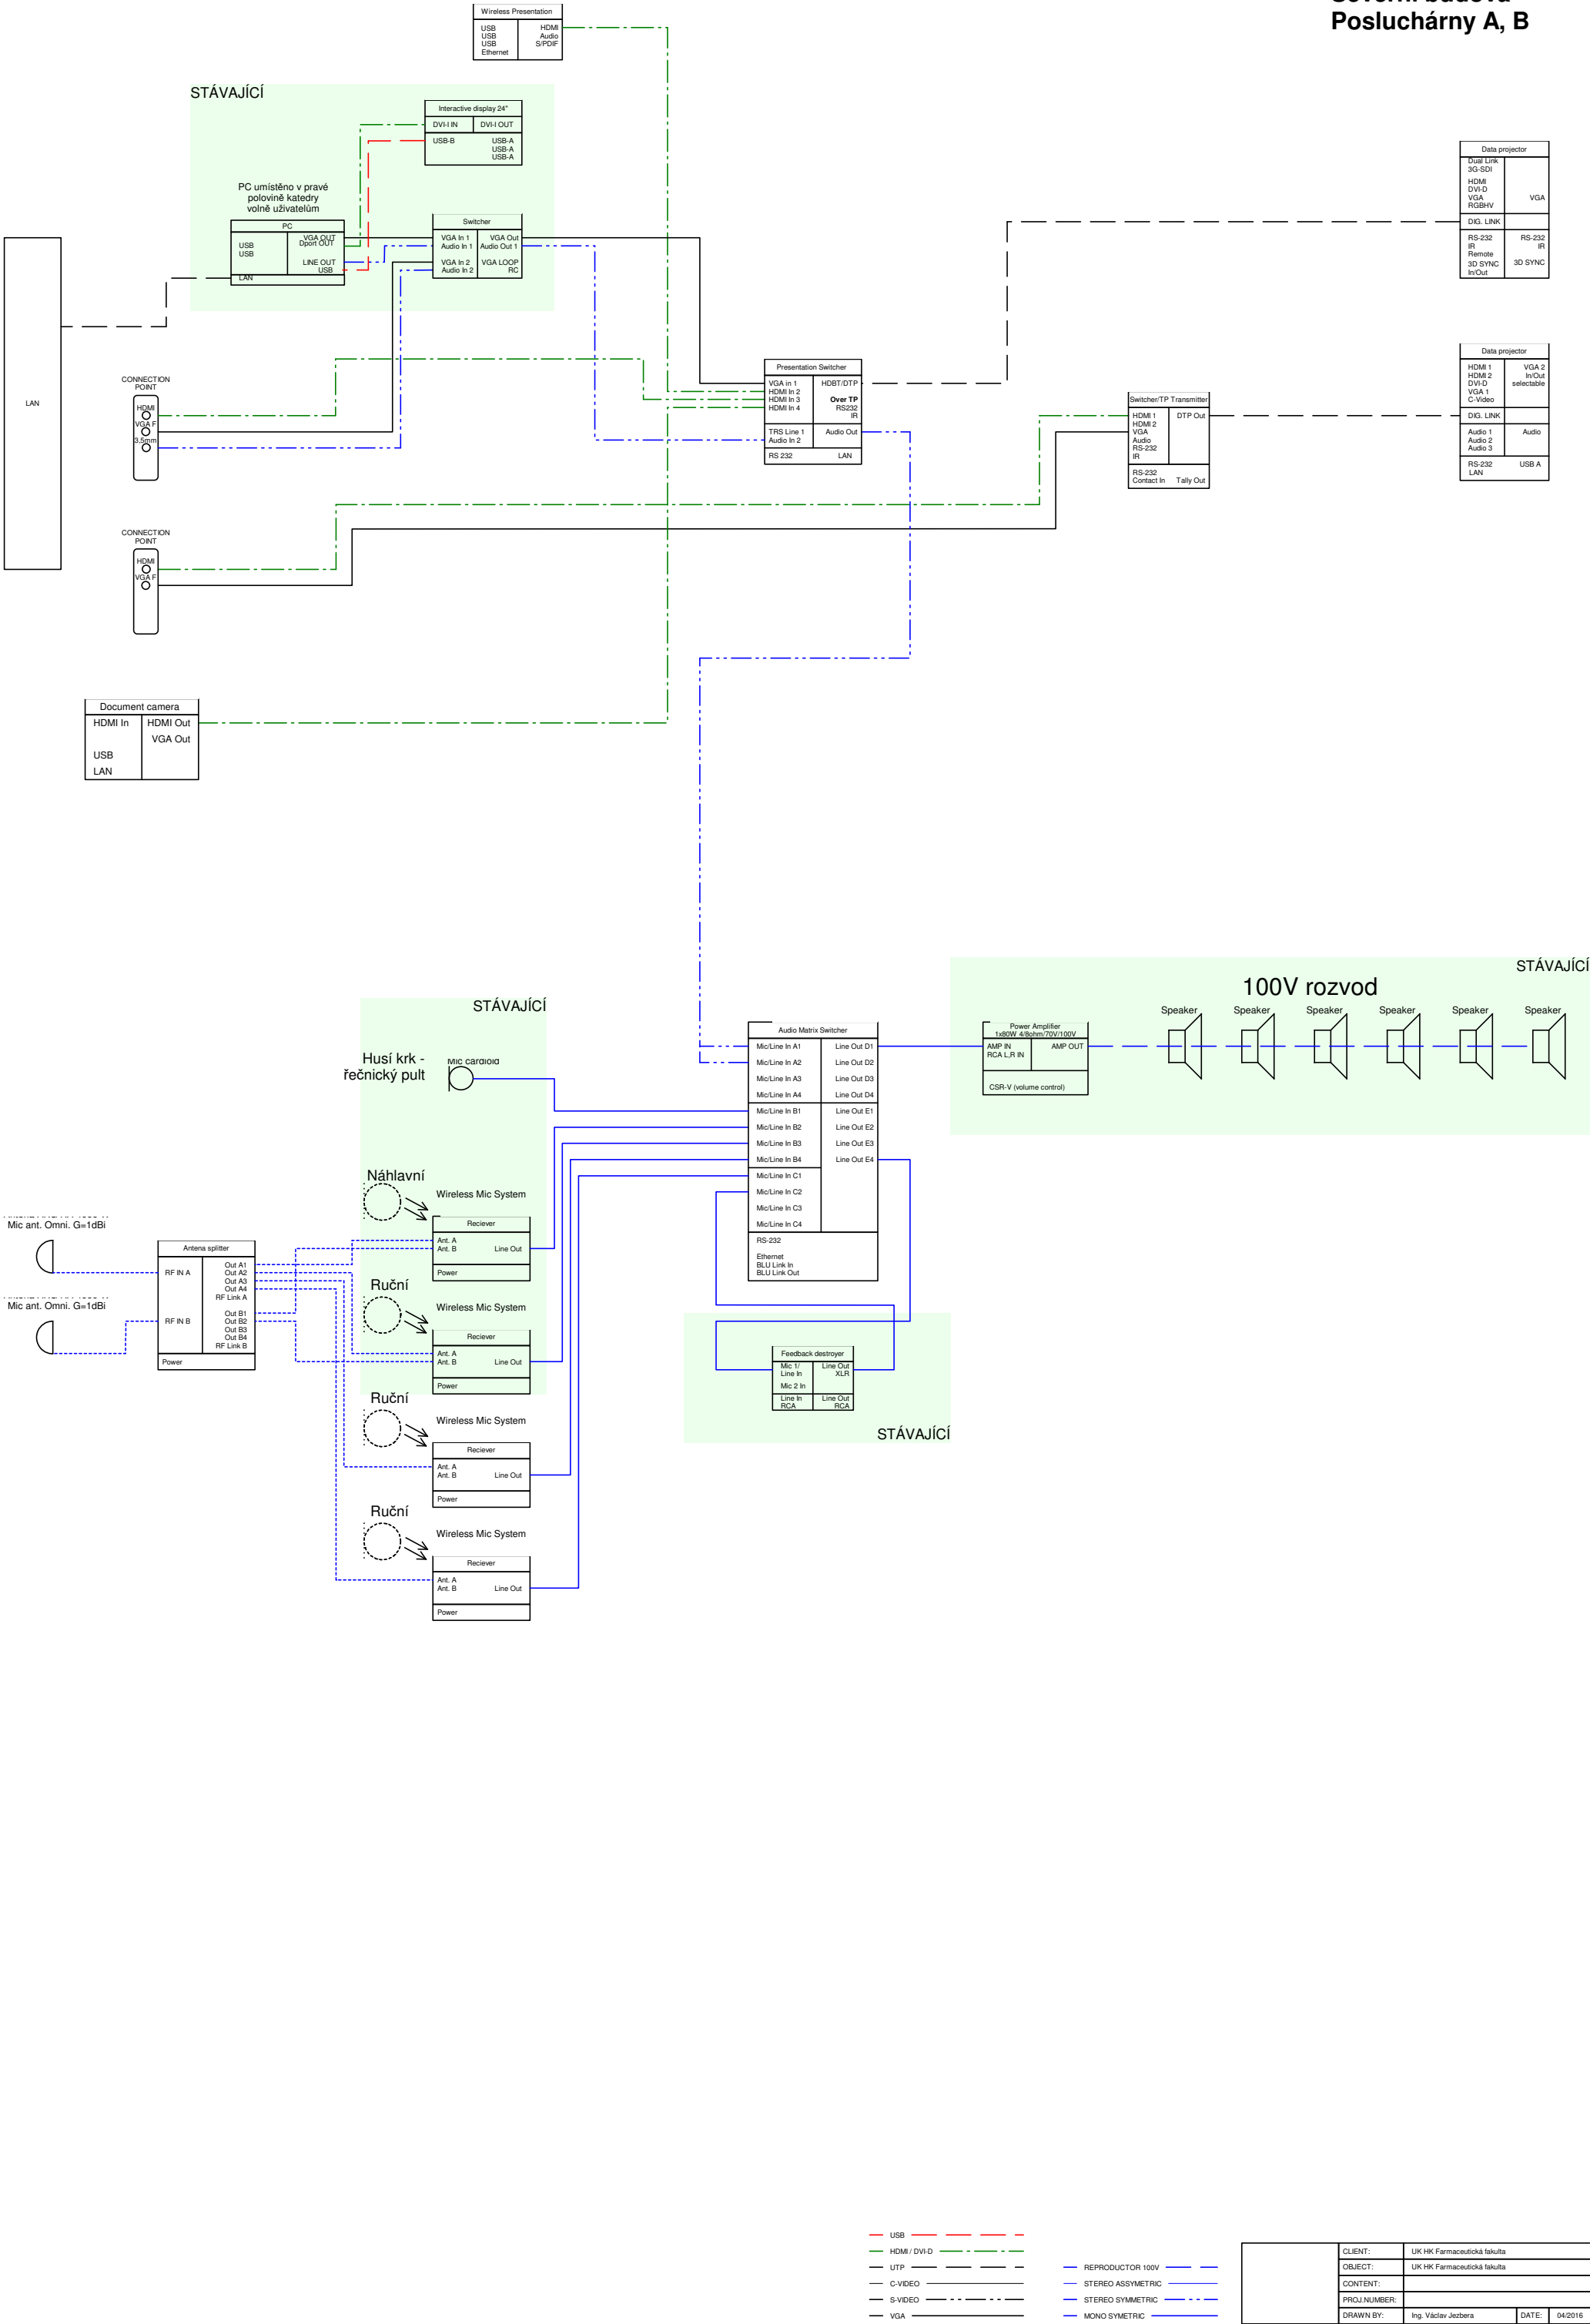 Severní budova
Posluchárny A, B
Wireless Presentation
USB HDMI
USB Audio
USB S/PDIF
Ethernet
STÁVAJÍCÍ
Interactive display 24"
DVI-I IN DVI-I OUT
USB-B USB-A
USB-A
USB-A
PC umístěno v pravé
polovině katedry
volně uživatelům
PC
VGA OUT
Dport OUT
USB
USB
LINE OUT
USB
LAN
Switcher
VGA In 1 VGA Out
Audio In 1 Audio Out 1
VGA In 2 VGA LOOP
Audio In 2 RC
Data projector
Dual Link
3G-SDI
HDMI
DVI-D
VGA VGA
RGBHV
DIG. LINK
RS-232 RS-232
IR IR
Remote
3D SYNC 3D SYNC
In/Out
LAN
CONNECTION
POINT
HDMI
VGA F
3,5mm
Presentation Switcher
VGA in 1 HDBT/DTP
HDMI In 2
HDMI In 3 Over TP
HDMI In 4 RS232
IR
TRS Line 1 Audio Out
Audio In 2
RS 232 LAN
Switcher/TP Transmitter
HDMI 1 DTP Out
HDMI 2
VGA
Audio
RS-232
IR
RS-232
Contact In Tally Out
Data projector
HDMI 1 VGA 2
HDMI 2 In/Out
DVI-D selectable
VGA 1
C-Video
DIG. LINK
Audio 1 Audio
Audio 2
Audio 3
RS-232 USB A
LAN
CONNECTION
POINT
HDMI
VGA F
Document camera
HDMI In HDMI Out
VGA Out
USB
LAN
STÁVAJÍCÍ
100V rozvod
Speaker Speaker Speaker Speaker Speaker Speaker
Power Amplifier
1x80W 4/8ohm/70V/100V
AMP IN AMP OUT
RCA L,R IN
CSR-V (volume control)
STÁVAJÍCÍ
Husí krk -
řečnický pult
Mic cardioid
Audio Matrix Switcher
Mic/Line In A1 Line Out D1
Mic/Line In A2 Line Out D2
Mic/Line In A3 Line Out D3
Mic/Line In A4 Line Out D4
Mic/Line In B1 Line Out E1
Mic/Line In B2 Line Out E2
Mic/Line In B3 Line Out E3
Mic/Line In B4 Line Out E4
Mic/Line In C1
Mic/Line In C2
Mic/Line In C3
Mic/Line In C4
RS-232
Ethernet
BLU Link In
BLU Link Out
Náhlavní
Wireless Mic System
Reciever
Ant. A
Ant. B Line Out
Power
Mic ant. Omni. G=1dBi
Mic ant. Omni. G=1dBi
Antena splitter
Out A1
RF IN A Out A2
Out A3
Out A4
RF Link A
Out B1
RF IN B Out B2
Out B3
Out B4
RF Link B
Power
Ruční
Wireless Mic System
Reciever
Ant. A
Ant. B Line Out
Power
Feedback destroyer
Mic 1/ Line Out
Line In XLR
Mic 2 In
Line In Line Out
RCA RCA
STÁVAJÍCÍ
Ruční
Wireless Mic System
Reciever
Ant. A
Ant. B Line Out
Power
Ruční
Wireless Mic System
Reciever
Ant. A
Ant. B Line Out
Power
USB
HDMI / DVI-D
UTP
C-VIDEO
S-VIDEO
VGA
REPRODUCTOR 100V
STEREO ASSYMETRIC
STEREO SYMMETRIC
MONO SYMETRIC
CLIENT: UK HK Farmaceutická fakulta
OBJECT: UK HK Farmaceutická fakulta
CONTENT:
PROJ.NUMBER:
DRAWN BY: Ing. Václav Jezbera DATE: 04/2016